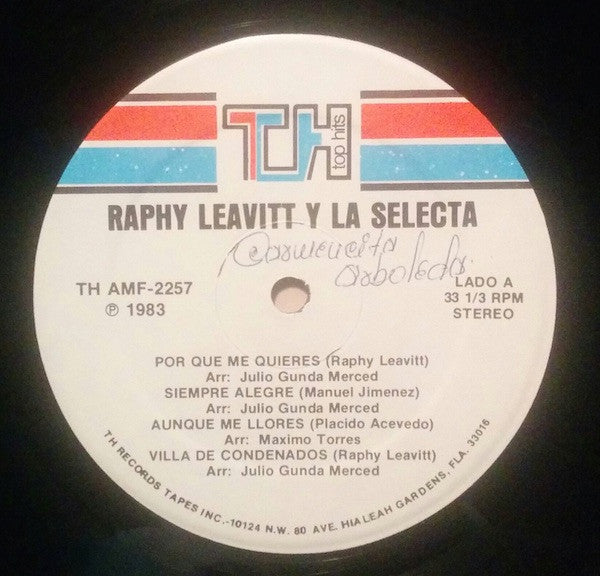 TH
top hits
RAPHY LEAVITT Y LA SELECTA
Carmencita
Arboleda
TH AMF-2257
℗ 1983
LADO A
33 1/3 RPM
STEREO
POR QUE ME QUIERES (Raphy Leavitt)
Arr: Julio Gunda Merced
SIEMPRE ALEGRE (Manuel Jimenez)
Arr: Julio Gunda Merced
AUNQUE ME LLORES (Placido Acevedo)
Arr: Maximo Torres
VILLA DE CONDENADOS (Raphy Leavitt)
Arr: Julio Gunda Merced
TH RECORDS TAPES INC.-10124 N.W. 80 AVE. HIALEAH GARDENS, FLA. 33016